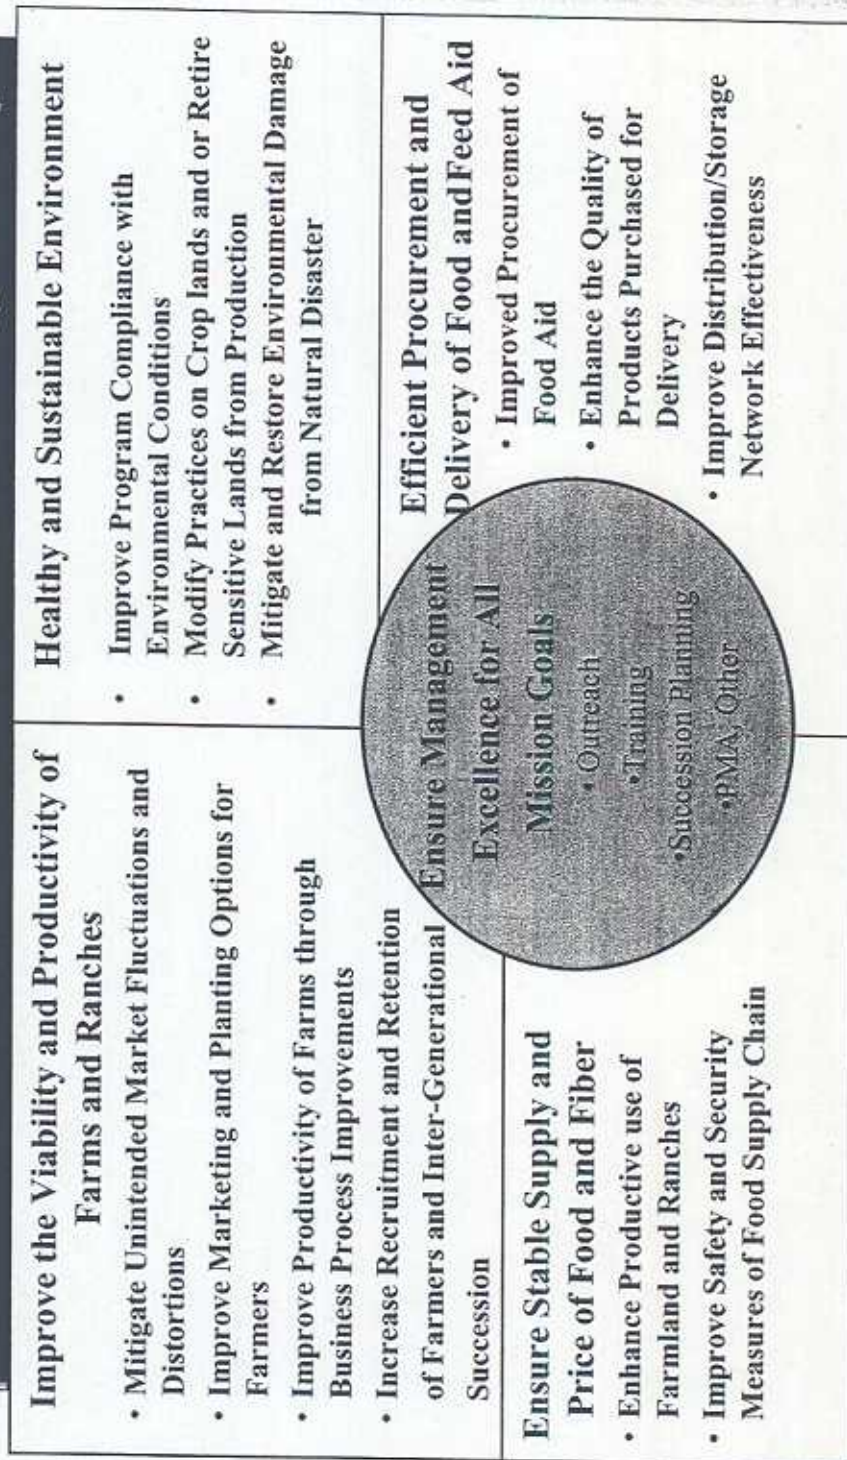 Improve the Viability and Productivity of
Farms and Ranches
• Mitigate Unintended Market Fluctuations and
Distortions
• Improve Marketing and Planting Options for
Farmers
• Improve Productivity of Farms through
Business Process Improvements
• Increase Recruitment and Retention
of Farmers and Inter-Generational
Succession
Healthy and Sustainable Environment
• Improve Program Compliance with
Environmental Conditions
• Modify Practices on Crop lands and or Retire
Sensitive Lands from Production
• Mitigate and Restore Environmental Damage
from Natural Disaster
Ensure Stable Supply and
Price of Food and Fiber
• Enhance Productive use of
Farmland and Ranches
• Improve Safety and Security
Measures of Food Supply Chain
Efficient Procurement and
Delivery of Food and Feed Aid
• Improved Procurement of
Food Aid
• Enhance the Quality of
Products Purchased for
Delivery
• Improve Distribution/Storage
Network Effectiveness
Ensure Management
Excellence for All
Mission Goals
• Outreach
•Training
•Succession Planning
•PMA, Other